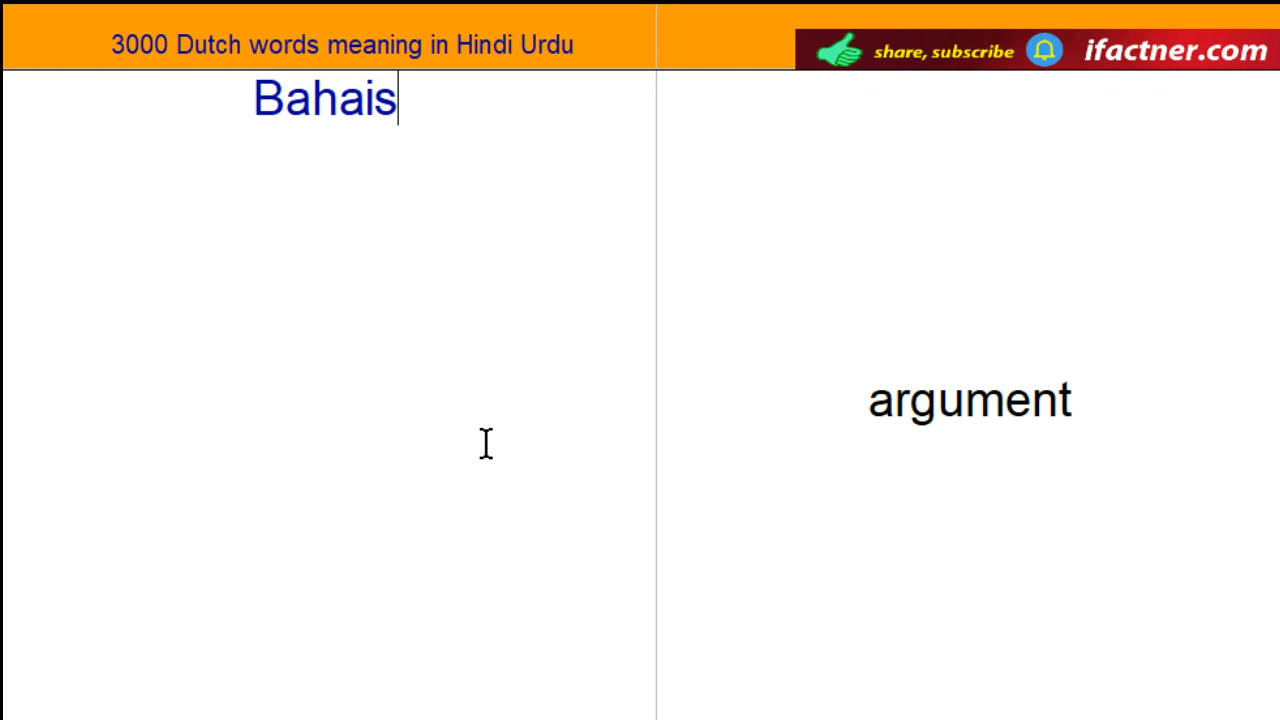 3000 Dutch words meaning in Hindi Urdu
share, subscribe
ifactner.com
Bahais
argument